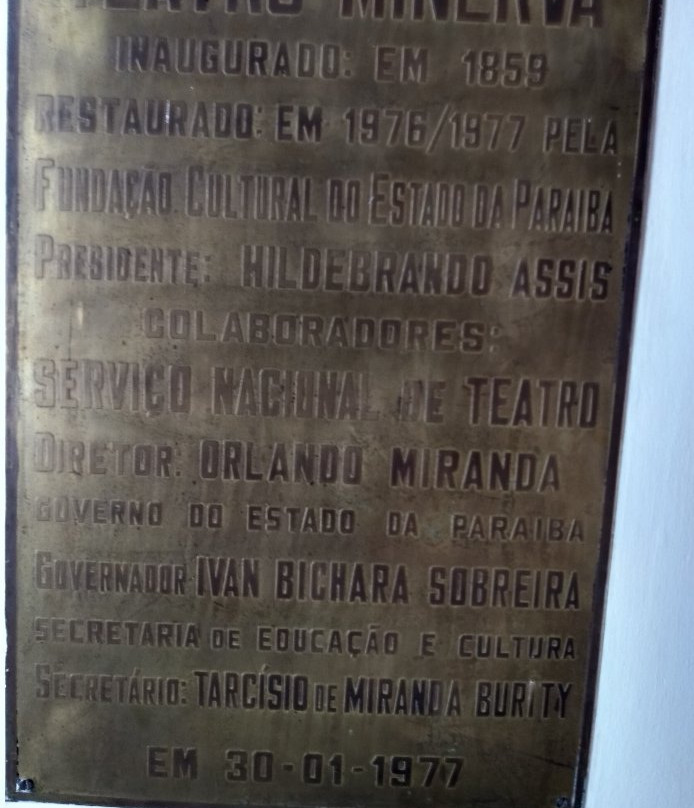 TEATRO MINERVA
INAUGURADO: EM 1859
RESTAURADO: EM 1976/1977 PELA
FUNDAÇÃO CULTURAL DO ESTADO DA PARAIBA
PRESIDENTE: HILDEBRANDO ASSIS
COLABORADORES:
SERVIÇO NACIONAL DE TEATRO
DIRETOR: ORLANDO MIRANDA
GOVERNO DO ESTADO DA PARAIBA
GOVERNADOR IVAN BICHARA SOBREIRA
SECRETARIA DE EDUCAÇÃO E CULTURA
SECRETÁRIO: TARCÍSIO DE MIRANDA BURITY
EM 30-01-1977